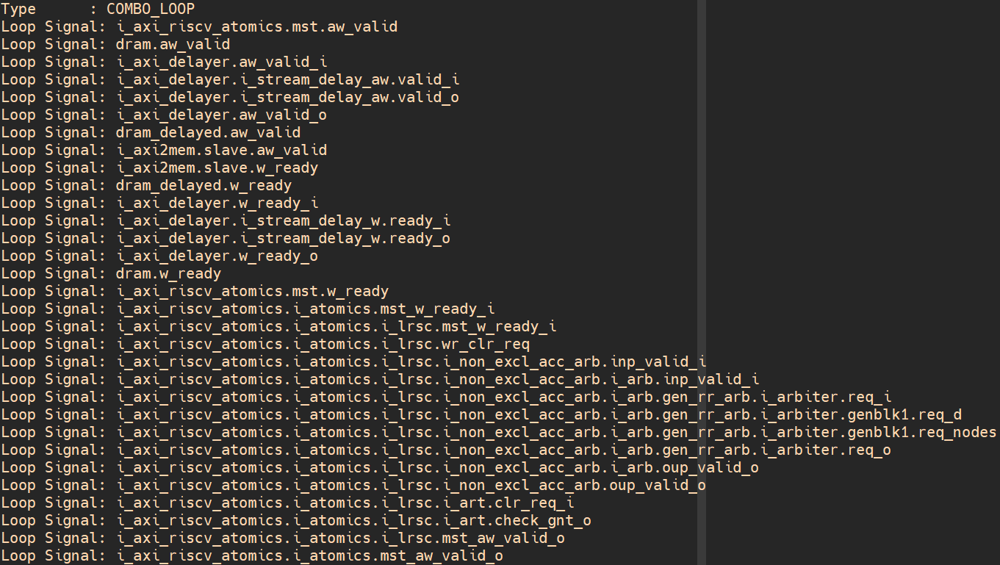 Type      : COMBO_LOOP
Loop Signal: i_axi_riscv_atomics.mst.aw_valid
Loop Signal: dram.aw_valid
Loop Signal: i_axi_delayer.aw_valid_i
Loop Signal: i_axi_delayer.i_stream_delay_aw.valid_i
Loop Signal: i_axi_delayer.i_stream_delay_aw.valid_o
Loop Signal: i_axi_delayer.aw_valid_o
Loop Signal: dram_delayed.aw_valid
Loop Signal: i_axi2mem.slave.aw_valid
Loop Signal: i_axi2mem.slave.w_ready
Loop Signal: dram_delayed.w_ready
Loop Signal: i_axi_delayer.w_ready_i
Loop Signal: i_axi_delayer.i_stream_delay_w.ready_i
Loop Signal: i_axi_delayer.i_stream_delay_w.ready_o
Loop Signal: i_axi_delayer.w_ready_o
Loop Signal: dram.w_ready
Loop Signal: i_axi_riscv_atomics.mst.w_ready
Loop Signal: i_axi_riscv_atomics.i_atomics.mst_w_ready_i
Loop Signal: i_axi_riscv_atomics.i_atomics.i_lrsc.mst_w_ready_i
Loop Signal: i_axi_riscv_atomics.i_atomics.i_lrsc.wr_clr_req
Loop Signal: i_axi_riscv_atomics.i_atomics.i_lrsc.i_non_excl_acc_arb.inp_valid_i
Loop Signal: i_axi_riscv_atomics.i_atomics.i_lrsc.i_non_excl_acc_arb.i_arb.inp_valid_i
Loop Signal: i_axi_riscv_atomics.i_atomics.i_lrsc.i_non_excl_acc_arb.i_arb.gen_rr_arb.i_arbiter.req_i
Loop Signal: i_axi_riscv_atomics.i_atomics.i_lrsc.i_non_excl_acc_arb.i_arb.gen_rr_arb.i_arbiter.genblk1.req_d
Loop Signal: i_axi_riscv_atomics.i_atomics.i_lrsc.i_non_excl_acc_arb.i_arb.gen_rr_arb.i_arbiter.genblk1.req_nodes
Loop Signal: i_axi_riscv_atomics.i_atomics.i_lrsc.i_non_excl_acc_arb.i_arb.gen_rr_arb.i_arbiter.req_o
Loop Signal: i_axi_riscv_atomics.i_atomics.i_lrsc.i_non_excl_acc_arb.i_arb.oup_valid_o
Loop Signal: i_axi_riscv_atomics.i_atomics.i_lrsc.i_non_excl_acc_arb.oup_valid_o
Loop Signal: i_axi_riscv_atomics.i_atomics.i_lrsc.i_art.clr_req_i
Loop Signal: i_axi_riscv_atomics.i_atomics.i_lrsc.i_art.check_gnt_o
Loop Signal: i_axi_riscv_atomics.i_atomics.i_lrsc.mst_aw_valid_o
Loop Signal: i_axi_riscv_atomics.i_atomics.mst_aw_valid_o